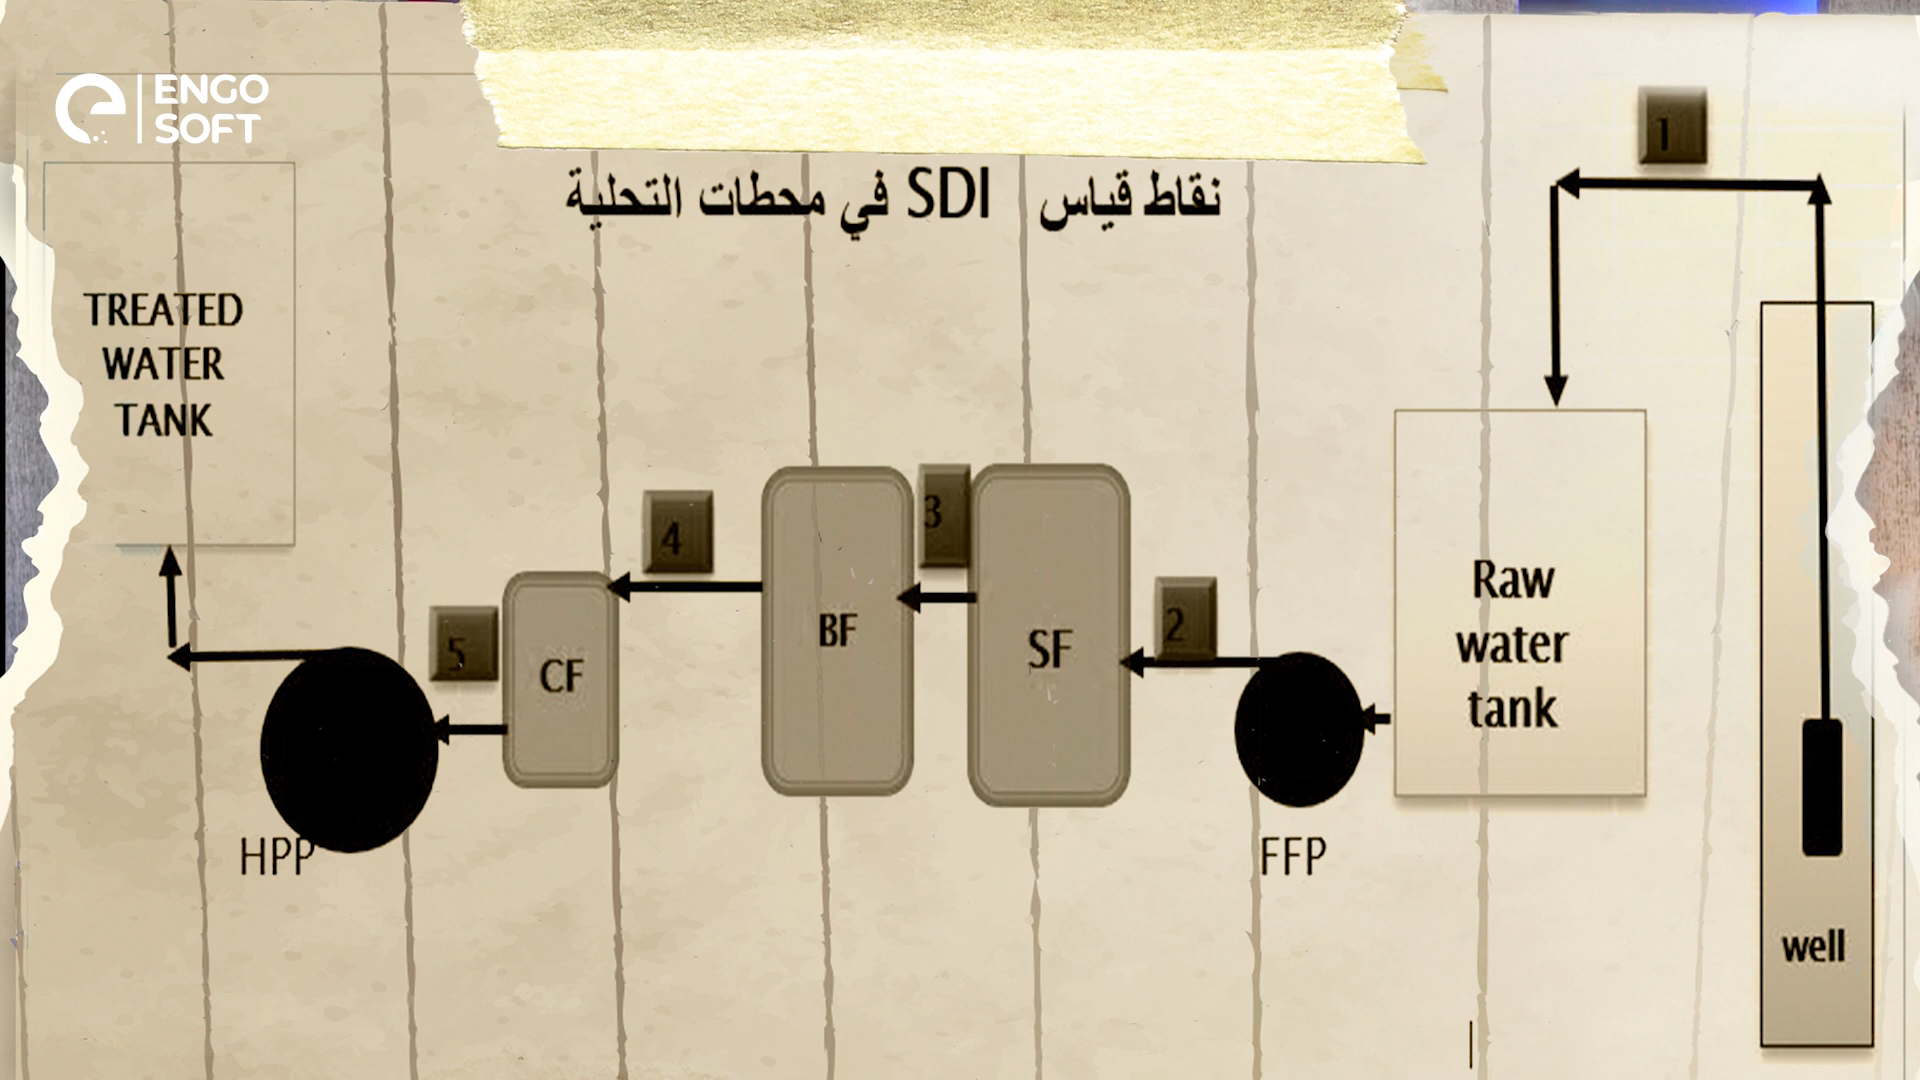 ENGO
SOFT
نقاط قياس SDI في محطات التحلية
1
TREATED
WATER
TANK
4
3
2
5
CF
BF
SF
Raw
water
tank
HPP
FFP
well